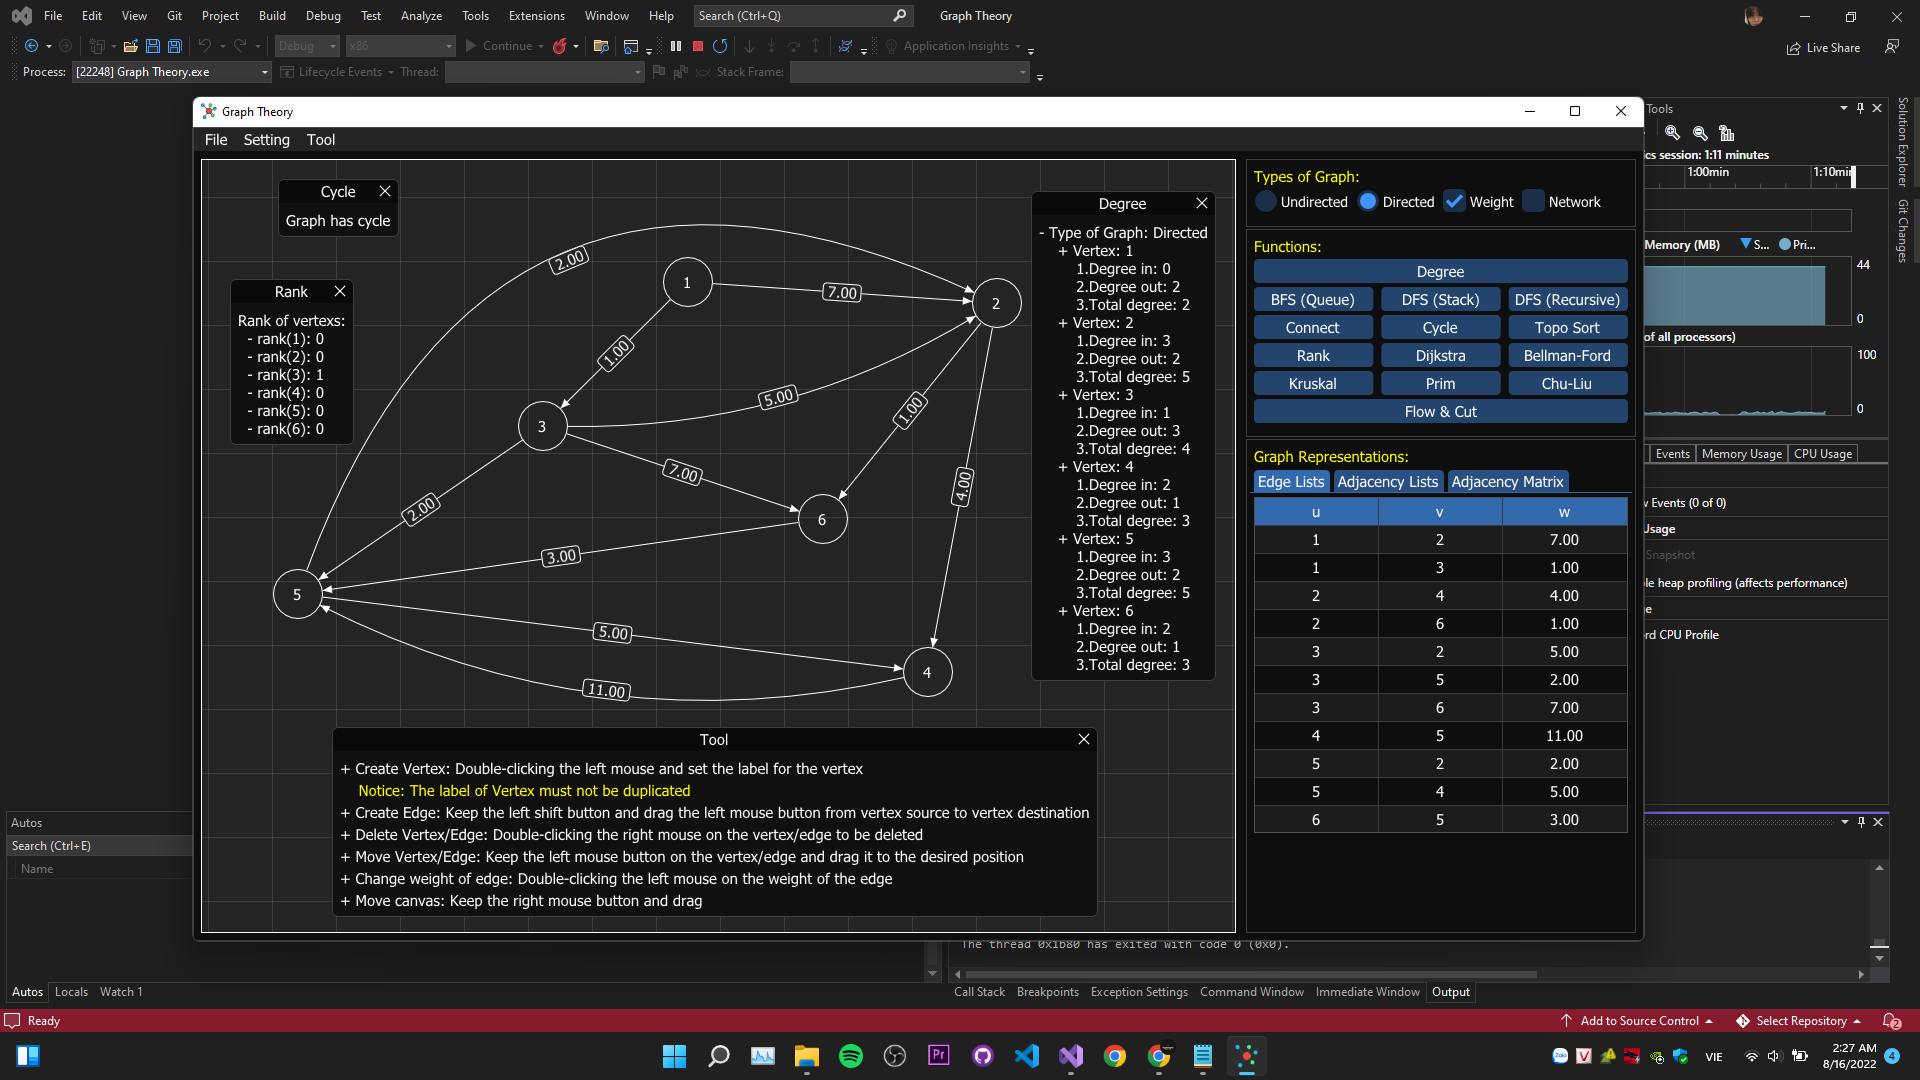 File Edit View Git Project Build Debug Test Analyze Tools Extensions Window Help Search (Ctrl+Q) Graph Theory
Debug x86 Continue Application Insights Live Share
Process: [22248] Graph Theory.exe Lifecycle Events Thread: Stack Frame:
Graph Theory
File Setting Tool
Cycle
Graph has cycle
Rank
Rank of vertexs:
- rank(1): 0
- rank(2): 0
- rank(3): 1
- rank(4): 0
- rank(5): 0
- rank(6): 0
2.00
1
7.00
2
1.00
5.00
1.00
3
7.00
4.00
2.00
6
3.00
5
5.00
4
11.00
Degree
- Type of Graph: Directed
+ Vertex: 1
1.Degree in: 0
2.Degree out: 2
3.Total degree: 2
+ Vertex: 2
1.Degree in: 3
2.Degree out: 2
3.Total degree: 5
+ Vertex: 3
1.Degree in: 1
2.Degree out: 3
3.Total degree: 4
+ Vertex: 4
1.Degree in: 2
2.Degree out: 1
3.Total degree: 3
+ Vertex: 5
1.Degree in: 3
2.Degree out: 2
3.Total degree: 5
+ Vertex: 6
1.Degree in: 2
2.Degree out: 1
3.Total degree: 3
Tool
+ Create Vertex: Double-clicking the left mouse and set the label for the vertex
Notice: The label of Vertex must not be duplicated
+ Create Edge: Keep the left shift button and drag the left mouse button from vertex source to vertex destination
+ Delete Vertex/Edge: Double-clicking the right mouse on the vertex/edge to be deleted
+ Move Vertex/Edge: Keep the left mouse button on the vertex/edge and drag it to the desired position
+ Change weight of edge: Double-clicking the left mouse on the weight of the edge
+ Move canvas: Keep the right mouse button and drag
Types of Graph:
Undirected Directed Weight Network
Functions:
Degree
BFS (Queue) DFS (Stack) DFS (Recursive)
Connect Cycle Topo Sort
Rank Dijkstra Bellman-Ford
Kruskal Prim Chu-Liu
Flow & Cut
Graph Representations:
Edge Lists Adjacency Lists Adjacency Matrix
u v w
1 2 7.00
1 3 1.00
2 4 4.00
2 6 1.00
3 2 5.00
3 5 2.00
3 6 7.00
4 5 11.00
5 2 2.00
5 4 5.00
6 5 3.00
Tools
cs session: 1:11 minutes
1:00min 1:10min
Memory (MB) S... Pri...
44
0
of all processors)
100
0
Events Memory Usage CPU Usage
w Events (0 of 0)
Usage
Snapshot
le heap profiling (affects performance)
ge
rd CPU Profile
Solution Explorer
Git Changes
Autos
Search (Ctrl+E)
Name
Autos Locals Watch 1
The thread 0x1b80 has exited with code 0 (0x0).
Call Stack Breakpoints Exception Settings Command Window Immediate Window Output
Ready Add to Source Control Select Repository 2
Pr Zalo V VIE 2:27 AM
8/16/2022 4